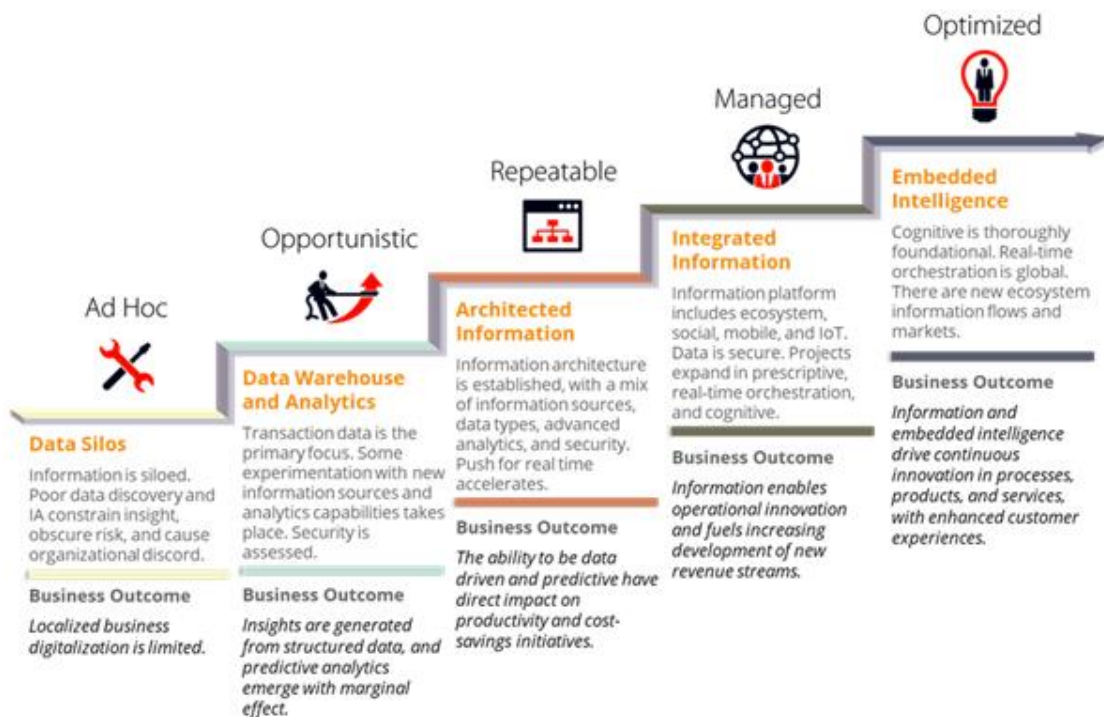 Ad Hoc
Data Silos
Information is siloed.
Poor data discovery and
IA constrain insight,
obscure risk, and cause
organizational discord.
Business Outcome
Localized business
digitalization is limited.
Opportunistic
Data Warehouse
and Analytics
Transaction data is the
primary focus. Some
experimentation with new
information sources and
analytics capabilities takes
place. Security is
assessed.
Business Outcome
Insights are generated
from structured data, and
predictive analytics
emerge with marginal
effect.
Repeatable
Architected
Information
Information architecture
is established, with a mix
of information sources,
data types, advanced
analytics, and security.
Push for real time
accelerates.
Business Outcome
The ability to be data
driven and predictive have
direct impact on
productivity and cost-
savings initiatives.
Managed
Integrated
Information
Information platform
includes ecosystem,
social, mobile, and IoT.
Data is secure. Projects
expand in prescriptive,
real-time orchestration,
and cognitive.
Business Outcome
Information enables
operational innovation
and fuels increasing
development of new
revenue streams.
Optimized
Embedded
Intelligence
Cognitive is thoroughly
foundational. Real-time
orchestration is global.
There are new ecosystem
information flows and
markets.
Business Outcome
Information and
embedded intelligence
drive continuous
innovation in processes,
products, and services,
with enhanced customer
experiences.